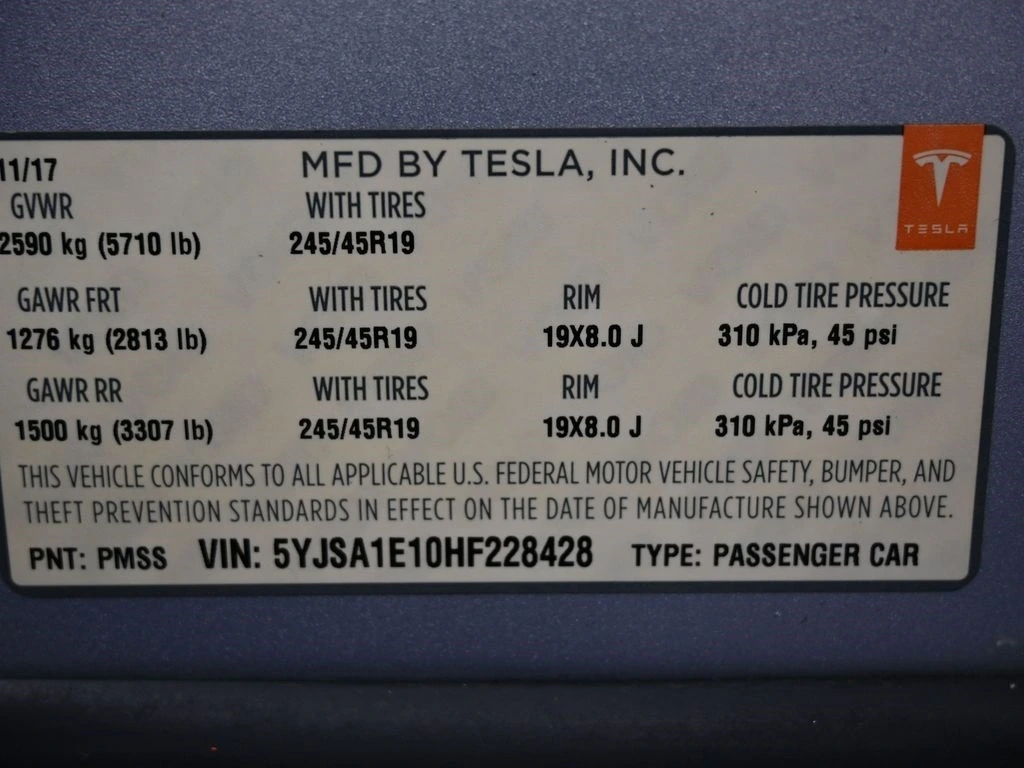 11/17 MFD BY TESLA, INC.
TESLA
GVWR WITH TIRES
2590 kg (5710 lb) 245/45R19
GAWR FRT WITH TIRES RIM COLD TIRE PRESSURE
1276 kg (2813 lb) 245/45R19 19X8.0 J 310 kPa, 45 psi
GAWR RR WITH TIRES RIM COLD TIRE PRESSURE
1500 kg (3307 lb) 245/45R19 19X8.0 J 310 kPa, 45 psi
THIS VEHICLE CONFORMS TO ALL APPLICABLE U.S. FEDERAL MOTOR VEHICLE SAFETY, BUMPER, AND
THEFT PREVENTION STANDARDS IN EFFECT ON THE DATE OF MANUFACTURE SHOWN ABOVE.
PNT: PMSS VIN: 5YJSA1E10HF228428 TYPE: PASSENGER CAR